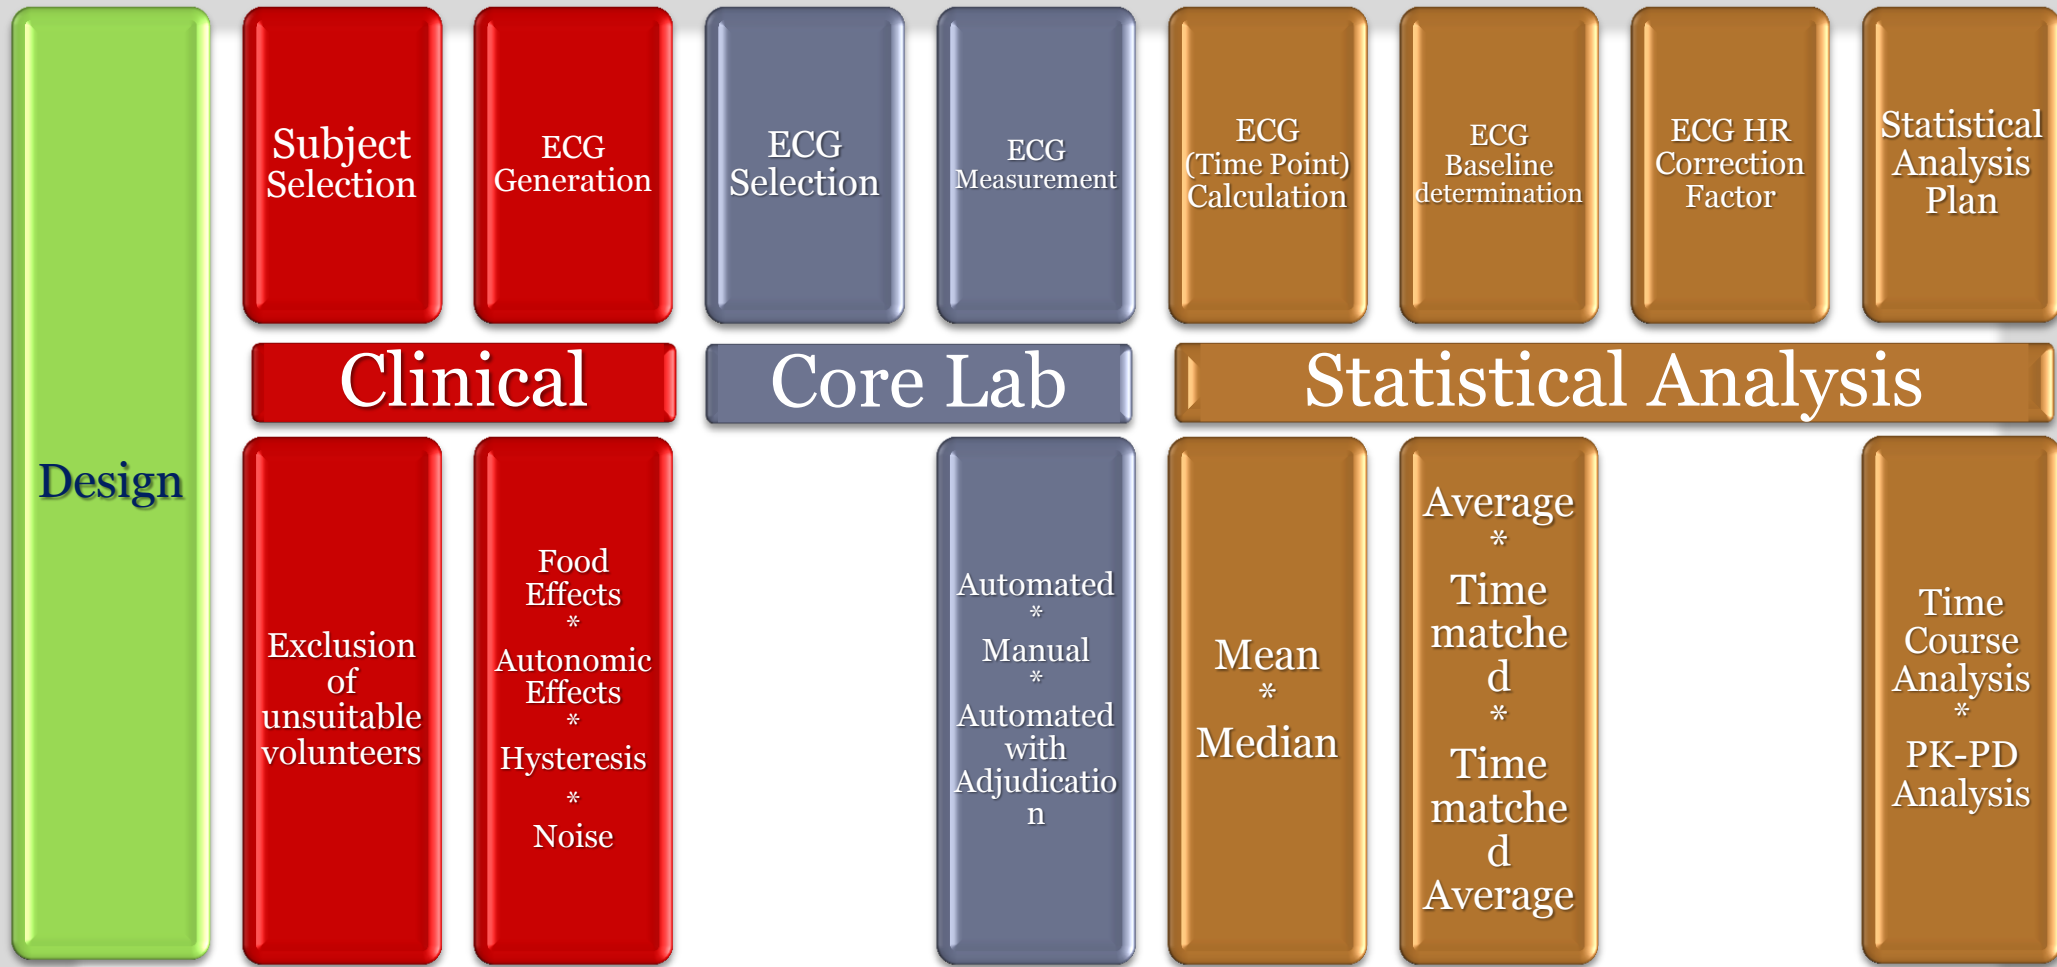 Design
Subject
Selection
ECG
Generation
ECG
Selection
ECG
Measurement
ECG
(Time Point)
Calculation
ECG
Baseline
determination
ECG HR
Correction
Factor
Statistical
Analysis
Plan
Clinical
Core Lab
Statistical Analysis
Exclusion
of
unsuitable
volunteers
Food
Effects
*
Autonomic
Effects
*
Hysteresis
*
Noise
Automated
*
Manual
*
Automated
with
Adjudicatio
n
Mean
*
Median
Average
*
Time
matche
d
*
Time
matche
d
Average
Time
Course
Analysis
*
PK-PD
Analysis